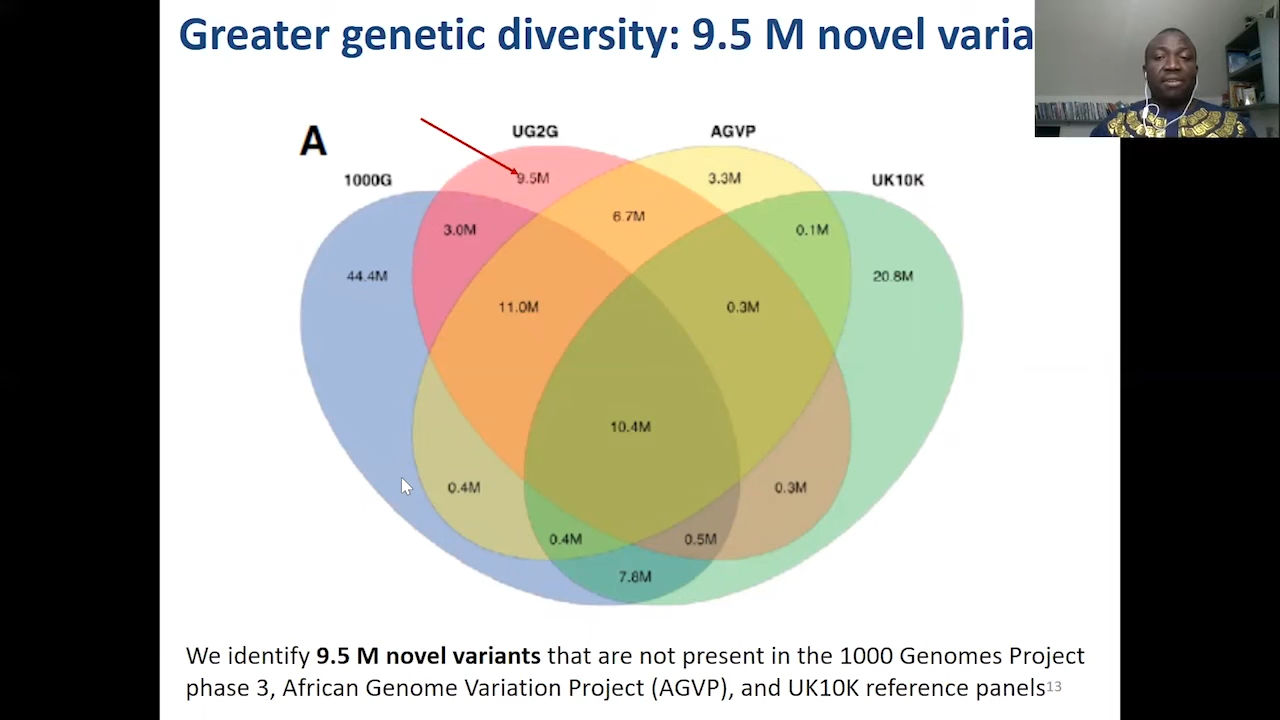 Greater genetic diversity: 9.5 M novel varia
A
UG2G
AGVP
1000G
UK10K
9.5M
3.3M
6.7M
3.0M
0.1M
44.4M
20.8M
11.0M
0.3M
10.4M
0.4M
0.3M
0.4M
0.5M
7.8M
We identify 9.5 M novel variants that are not present in the 1000 Genomes Project
phase 3, African Genome Variation Project (AGVP), and UK10K reference panels
13